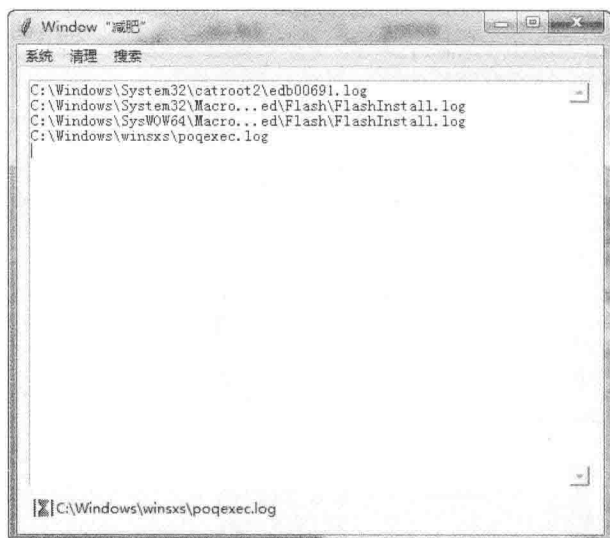 Window “减肥”
系统 清理 搜索
C:\Windows\System32\catroot2\edb00691.log
C:\Windows\System32\Macro...ed\Flash\FlashInstall.log
C:\Windows\SysWOW64\Macro...ed\Flash\FlashInstall.log
C:\Windows\winsxs\poqexec.log
C:\Windows\winsxs\poqexec.log